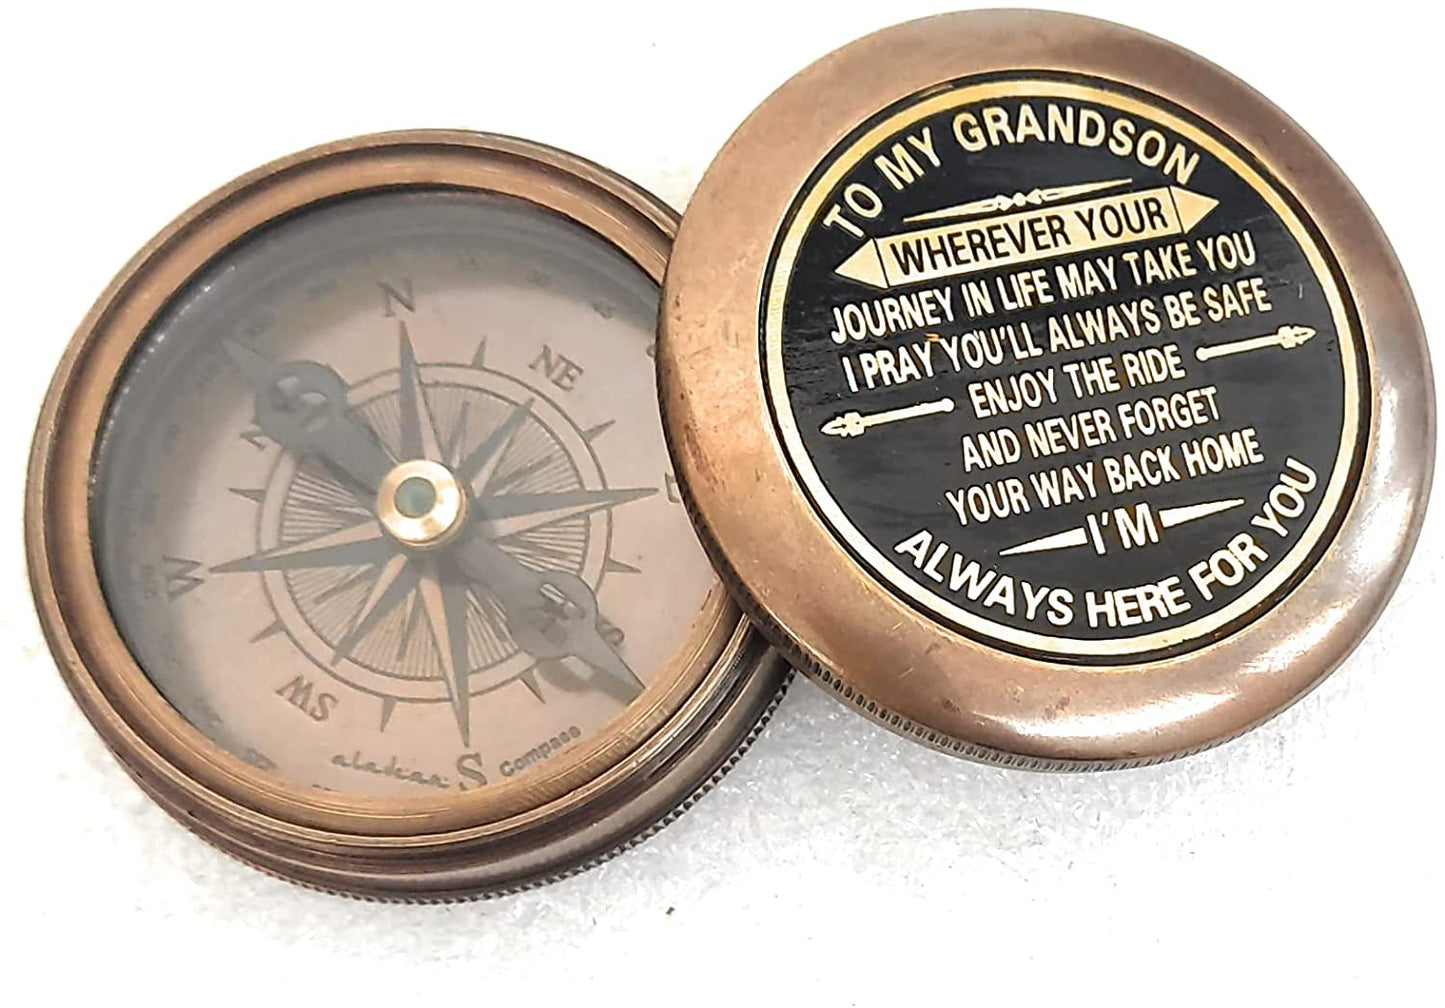 TO MY GRANDSON
WHEREVER YOUR
JOURNEY IN LIFE MAY TAKE YOU
I PRAY YOU'LL ALWAYS BE SAFE
ENJOY THE RIDE
AND NEVER FORGET
YOUR WAY BACK HOME
I'M
ALWAYS HERE FOR YOU
N
NE
W
SW
S
Compass